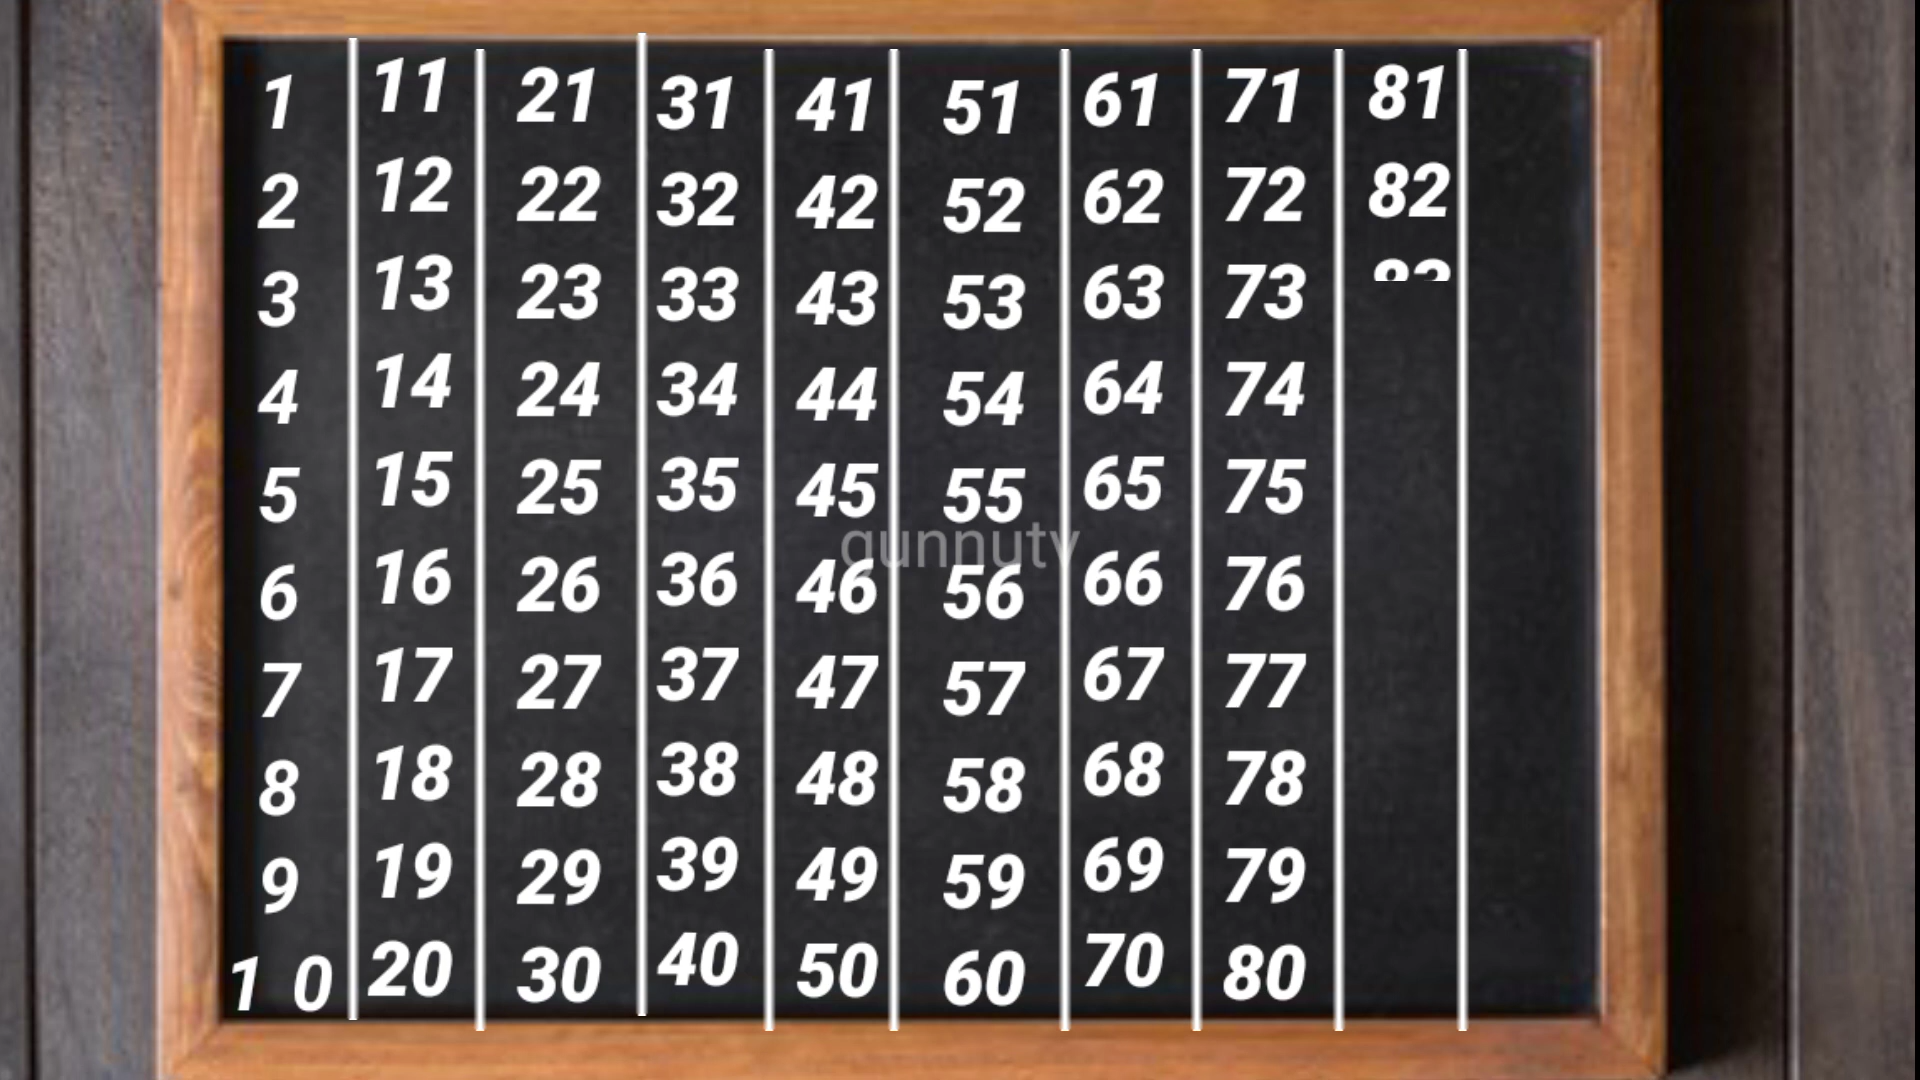 1 11 21 31 41 51 61 71 81
2 12 22 32 42 52 62 72 82
3 13 23 33 43 53 63 73
4 14 24 34 44 54 64 74
5 15 25 35 45 55 65 75
gunnuty
6 16 26 36 46 56 66 76
7 17 27 37 47 57 67 77
8 18 28 38 48 58 68 78
9 19 29 39 49 59 69 79
1 0 20 30 40 50 60 70 80